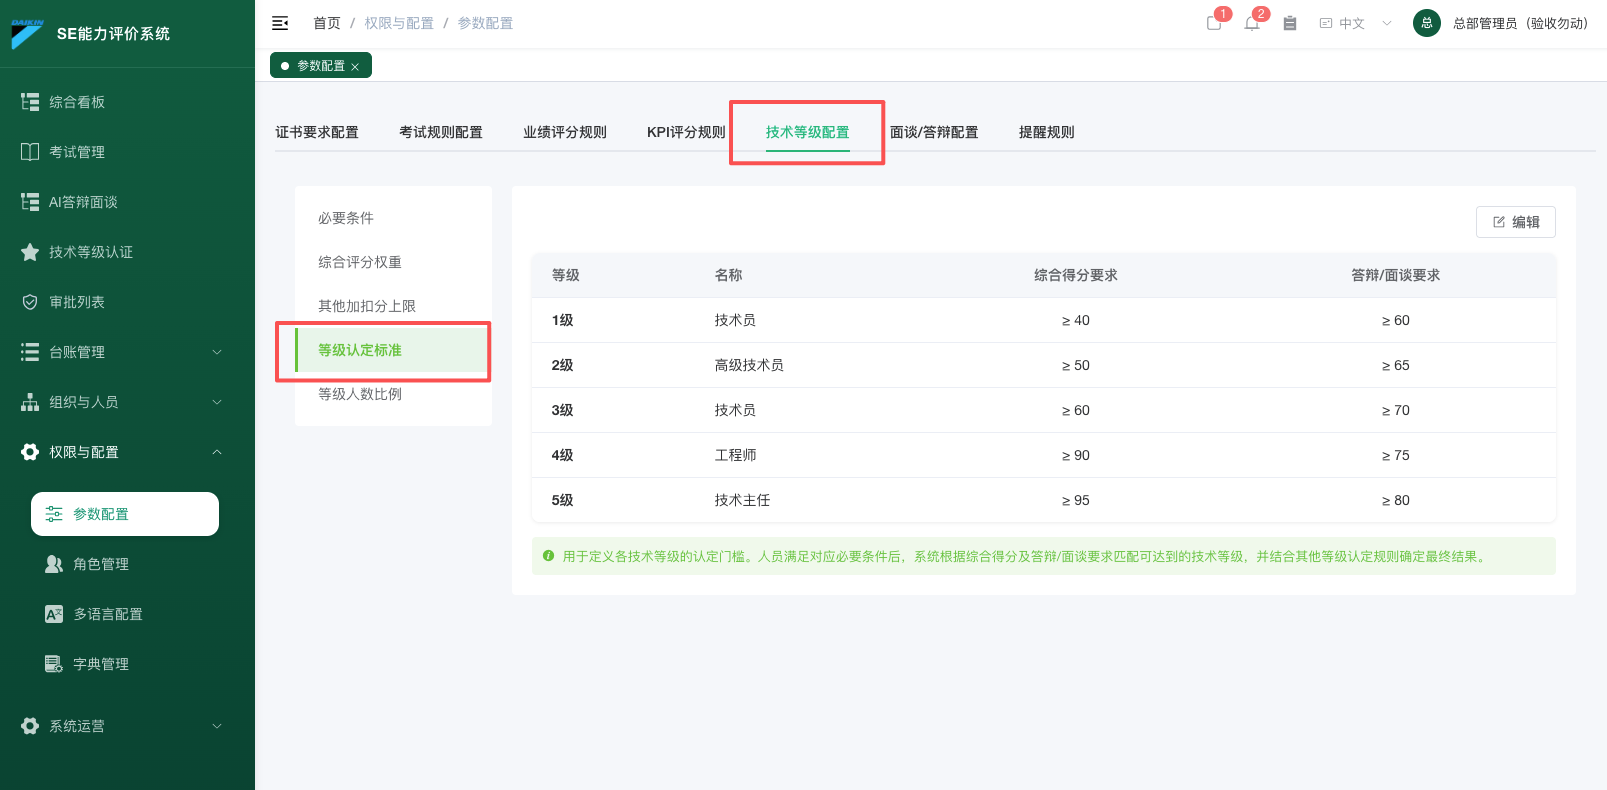 DAIKIN
SE能力评价系统
首页 / 权限与配置 / 参数配置
1
2
中文
总
总部管理员（验收勿动）
参数配置 ×
综合看板
考试管理
AI答辩面谈
技术等级认证
审批列表
台账管理
组织与人员
权限与配置
参数配置
角色管理
多语言配置
字典管理
系统运营
证书要求配置 考试规则配置 业绩评分规则 KPI评分规则 技术等级配置 面谈/答辩配置 提醒规则
必要条件
综合评分权重
其他加扣分上限
等级认定标准
等级人数比例
编辑
等级 名称 综合得分要求 答辩/面谈要求
1级 技术员 ≥ 40 ≥ 60
2级 高级技术员 ≥ 50 ≥ 65
3级 技术员 ≥ 60 ≥ 70
4级 工程师 ≥ 90 ≥ 75
5级 技术主任 ≥ 95 ≥ 80
用于定义各技术等级的认定门槛。人员满足对应必要条件后，系统根据综合得分及答辩/面谈要求匹配可达到的技术等级，并结合其他等级认定规则确定最终结果。